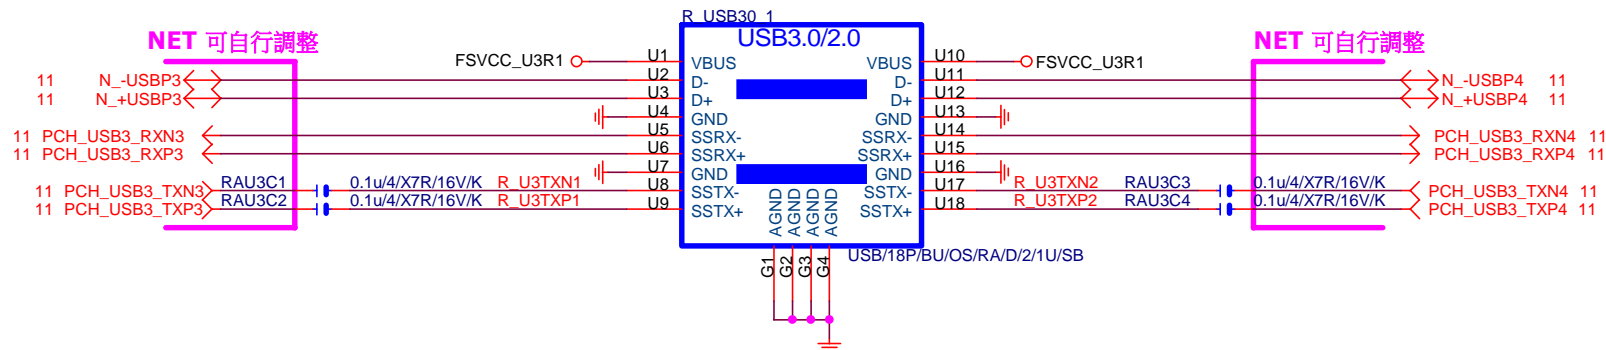 R_USB30_1
USB3.0/2.0
NET 可自行調整
NET 可自行調整
FSVCC_U3R1 U1 VBUS VBUS U10 FSVCC_U3R1
11 N_-USBP3 U2 D- D- U11 N_-USBP4 11
11 N_+USBP3 U3 D+ D+ U12 N_+USBP4 11
U4 GND GND U13
11 PCH_USB3_RXN3 U5 SSRX- SSRX- U14 PCH_USB3_RXN4 11
11 PCH_USB3_RXP3 U6 SSRX+ SSRX+ U15 PCH_USB3_RXP4 11
U7 GND GND U16
11 PCH_USB3_TXN3 RAU3C1 0.1u/4/X7R/16V/K R_U3TXN1 U8 SSTX- SSTX- U17 R_U3TXN2 RAU3C3 0.1u/4/X7R/16V/K PCH_USB3_TXN4 11
11 PCH_USB3_TXP3 RAU3C2 0.1u/4/X7R/16V/K R_U3TXP1 U9 SSTX+ SSTX+ U18 R_U3TXP2 RAU3C4 0.1u/4/X7R/16V/K PCH_USB3_TXP4 11
AGND AGND AGND AGND
G1 G2 G3 G4
USB/18P/BU/OS/RA/D/2/1U/SB